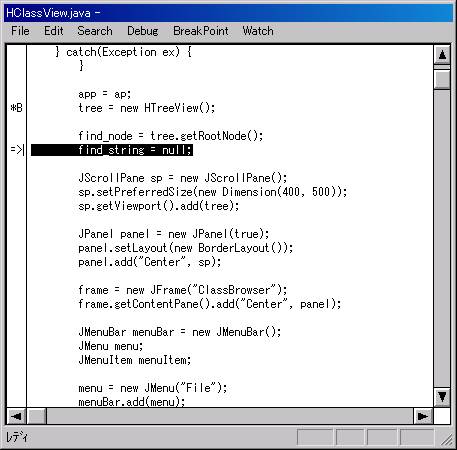 HClassView.java -
File Edit Search Debug BreakPoint Watch
} catch(Exception ex) {
}
app = ap;
*B tree = new HTreeView();
find_node = tree.getRootNode();
=> find_string = null;
JScrollPane sp = new JScrollPane();
sp.setPreferredSize(new Dimension(400, 500));
sp.getViewport().add(tree);
JPanel panel = new JPanel(true);
panel.setLayout(new BorderLayout());
panel.add("Center", sp);
frame = new JFrame("ClassBrowser");
frame.getContentPane().add("Center", panel);
JMenuBar menuBar = new JMenuBar();
JMenu menu;
JMenuItem menuItem;
menu = new JMenu("File");
menuBar.add(menu);
ﾚﾃﾞｨ